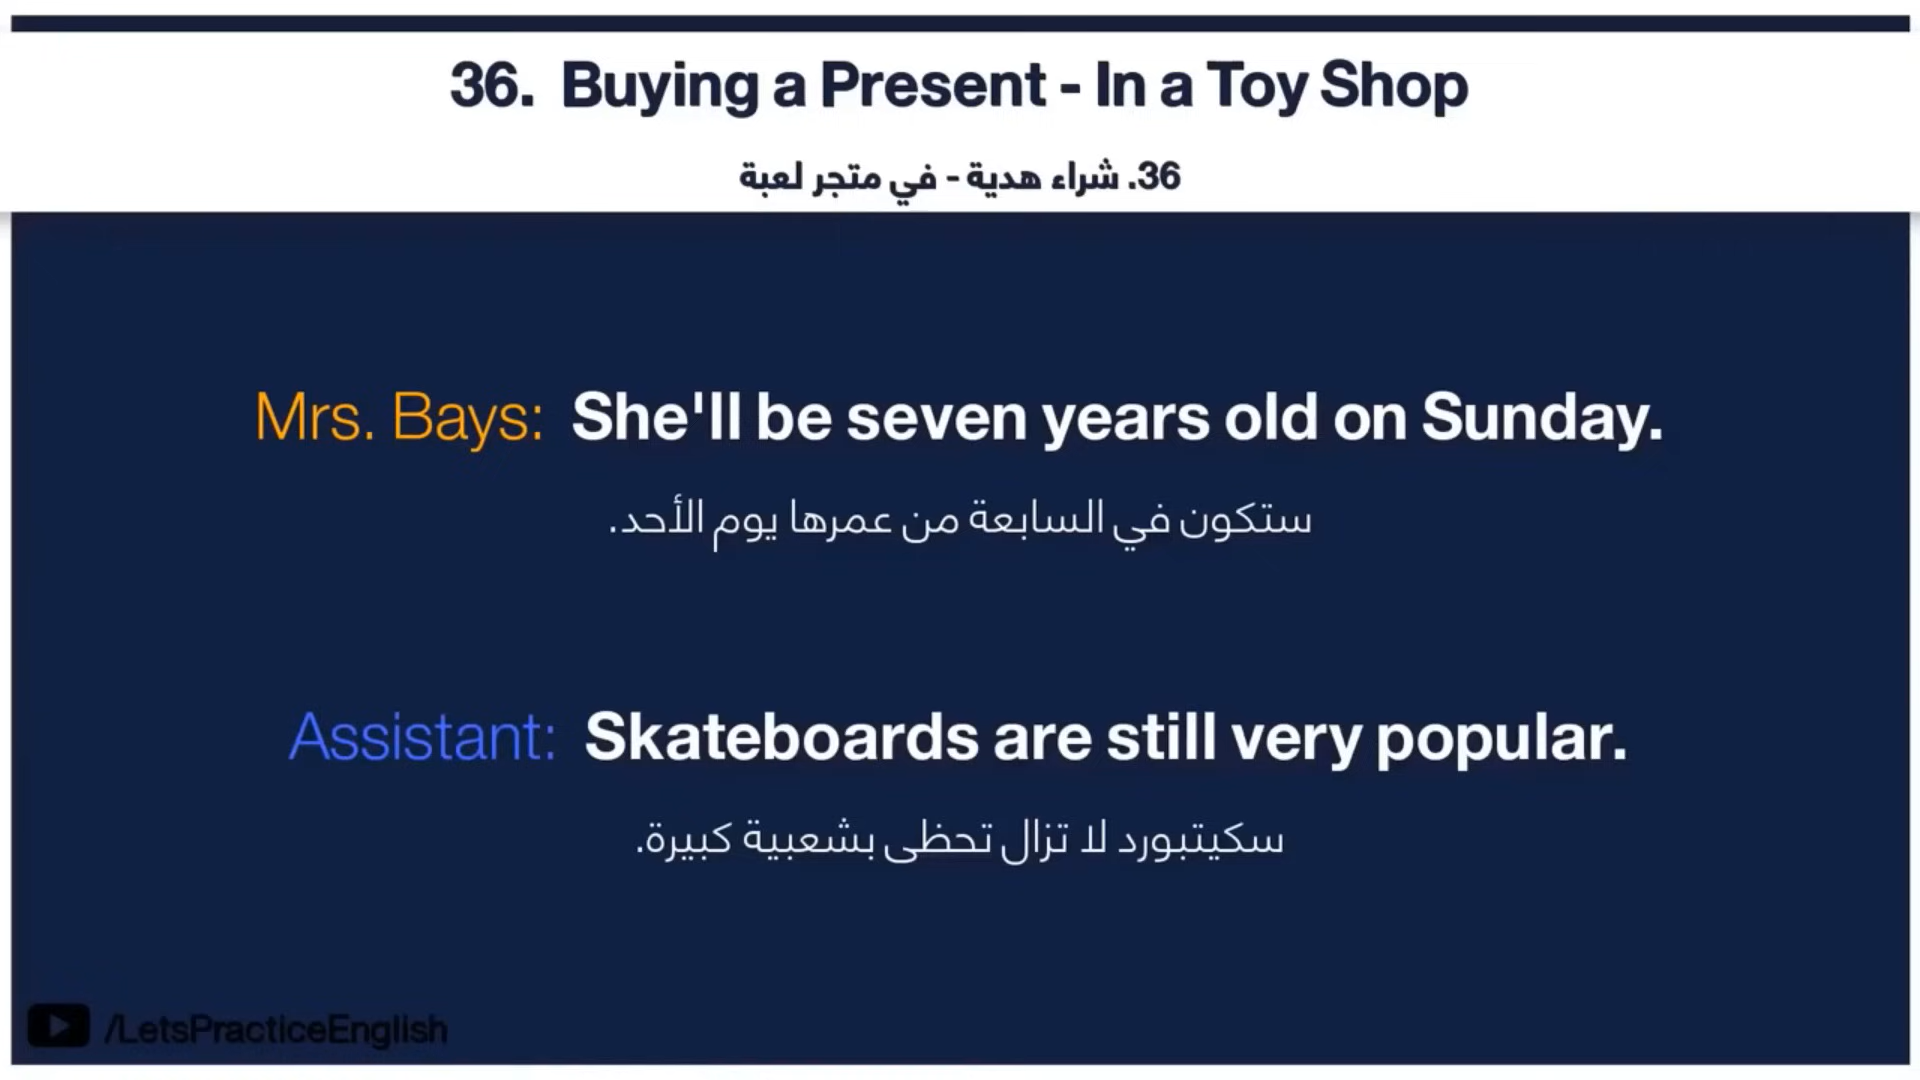 36. Buying a Present - In a Toy Shop
36. شراء هدية - في متجر لعبة
Mrs. Bays: She'll be seven years old on Sunday.
ستكون في السابعة من عمرها يوم الأحد.
Assistant: Skateboards are still very popular.
سكيتبورد لا تزال تحظى بشعبية كبيرة.
/LetsPracticeEnglish